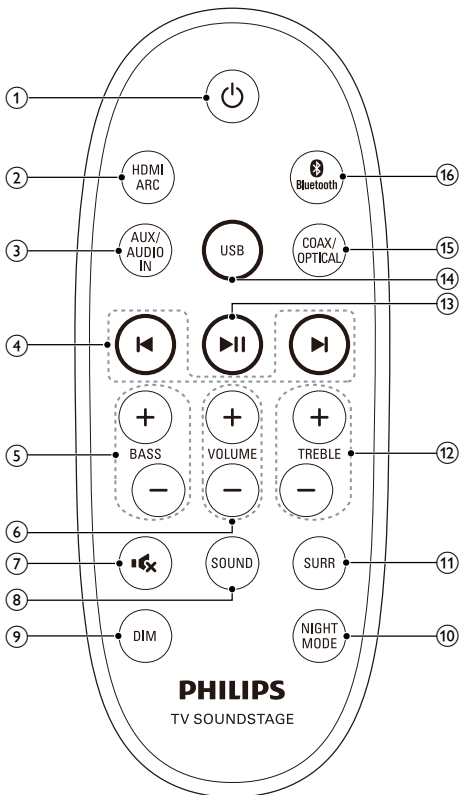 1
2
HDMI
ARC
Bluetooth
16
3
AUX/
AUDIO
IN
USB
COAX/
OPTICAL
15
14
13
4
5
BASS
VOLUME
TREBLE
12
6
7
SOUND
SURR
11
8
9
DIM
NIGHT
MODE
10
PHILIPS
TV SOUNDSTAGE